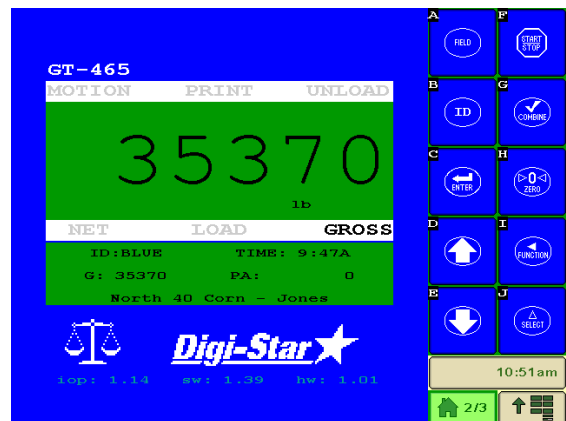 GT-465
MOTION PRINT UNLOAD
35370
lb
NET LOAD GROSS
ID:BLUE TIME: 9:47A
G: 35370 PA: 0
North 40 Corn - Jones
Digi-Star
iop: 1.14 sw: 1.39 hw: 1.01
A
FIELD
F
START
STOP
B
ID
G
COMBINE
C
ENTER
H
0
ZERO
D
I
FUNCTION
E
J
SELECT
10:51am
2/3